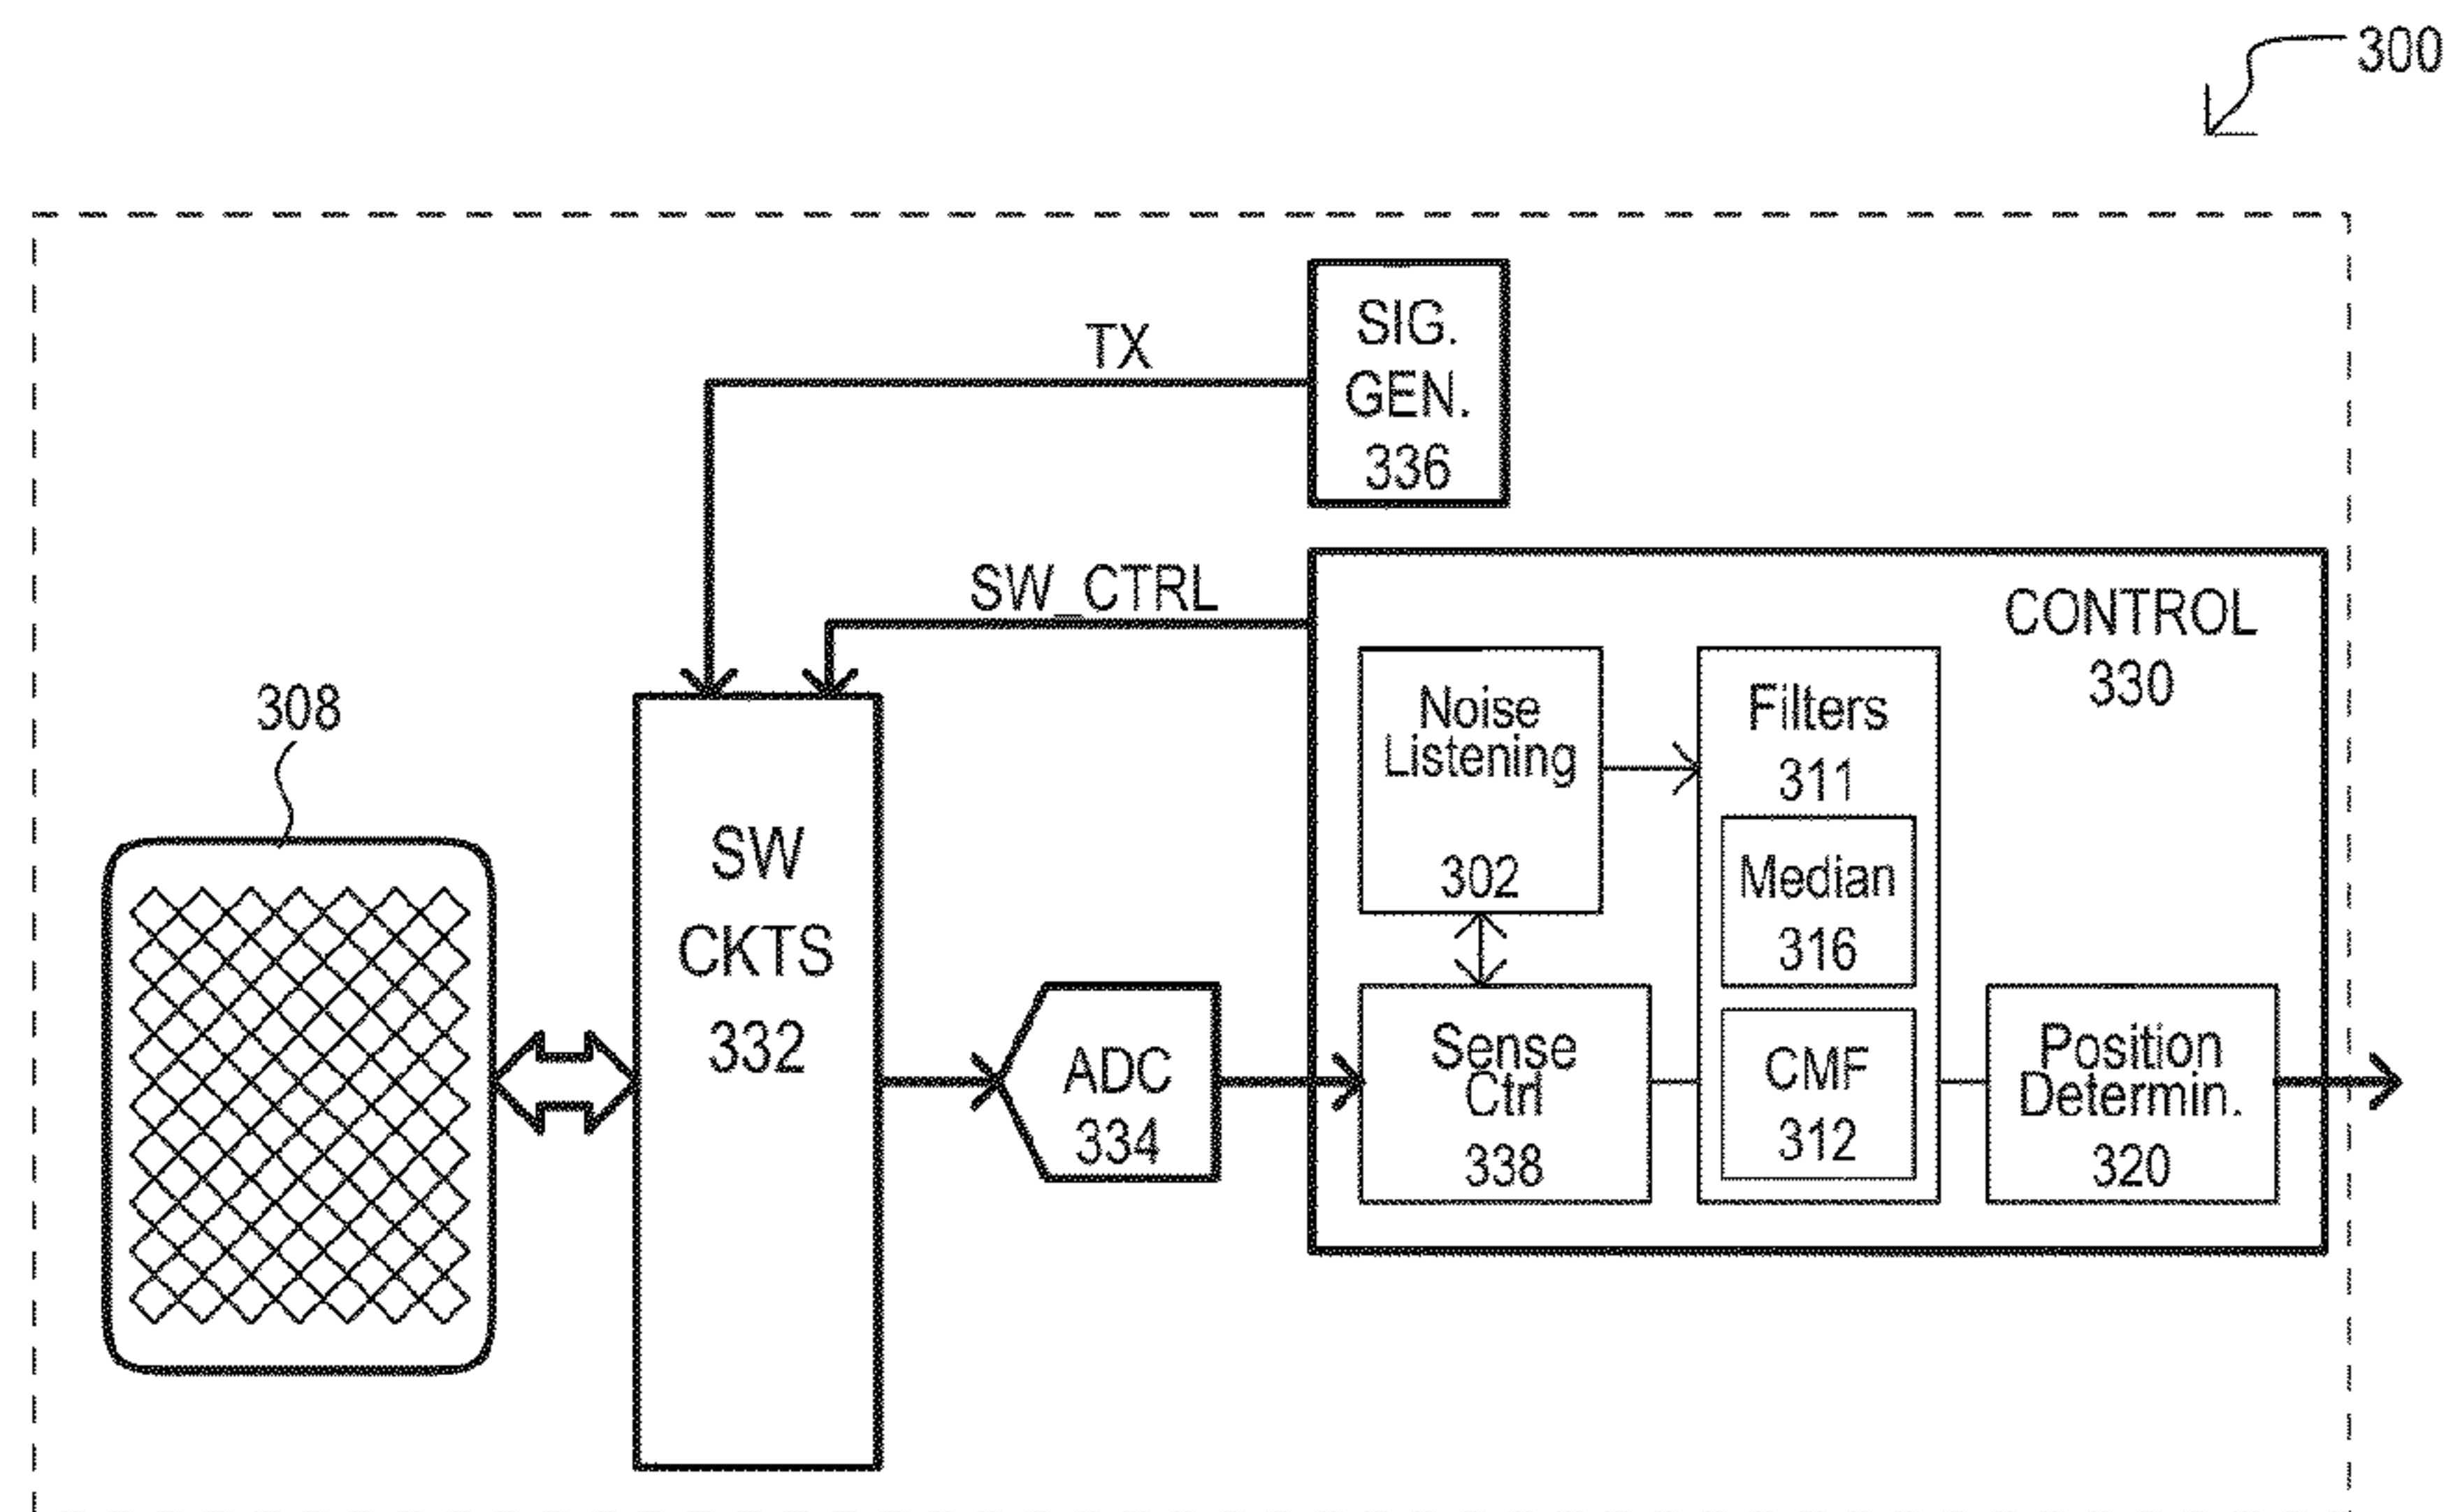 300
SIG.
GEN.
336
TX
SW_CTRL
CONTROL
330
308
Noise
Listening
302
Filters
311
Median
316
CMF
312
SW
CKTS
332
ADC
334
Sense
Ctrl
338
Position
Determin.
320